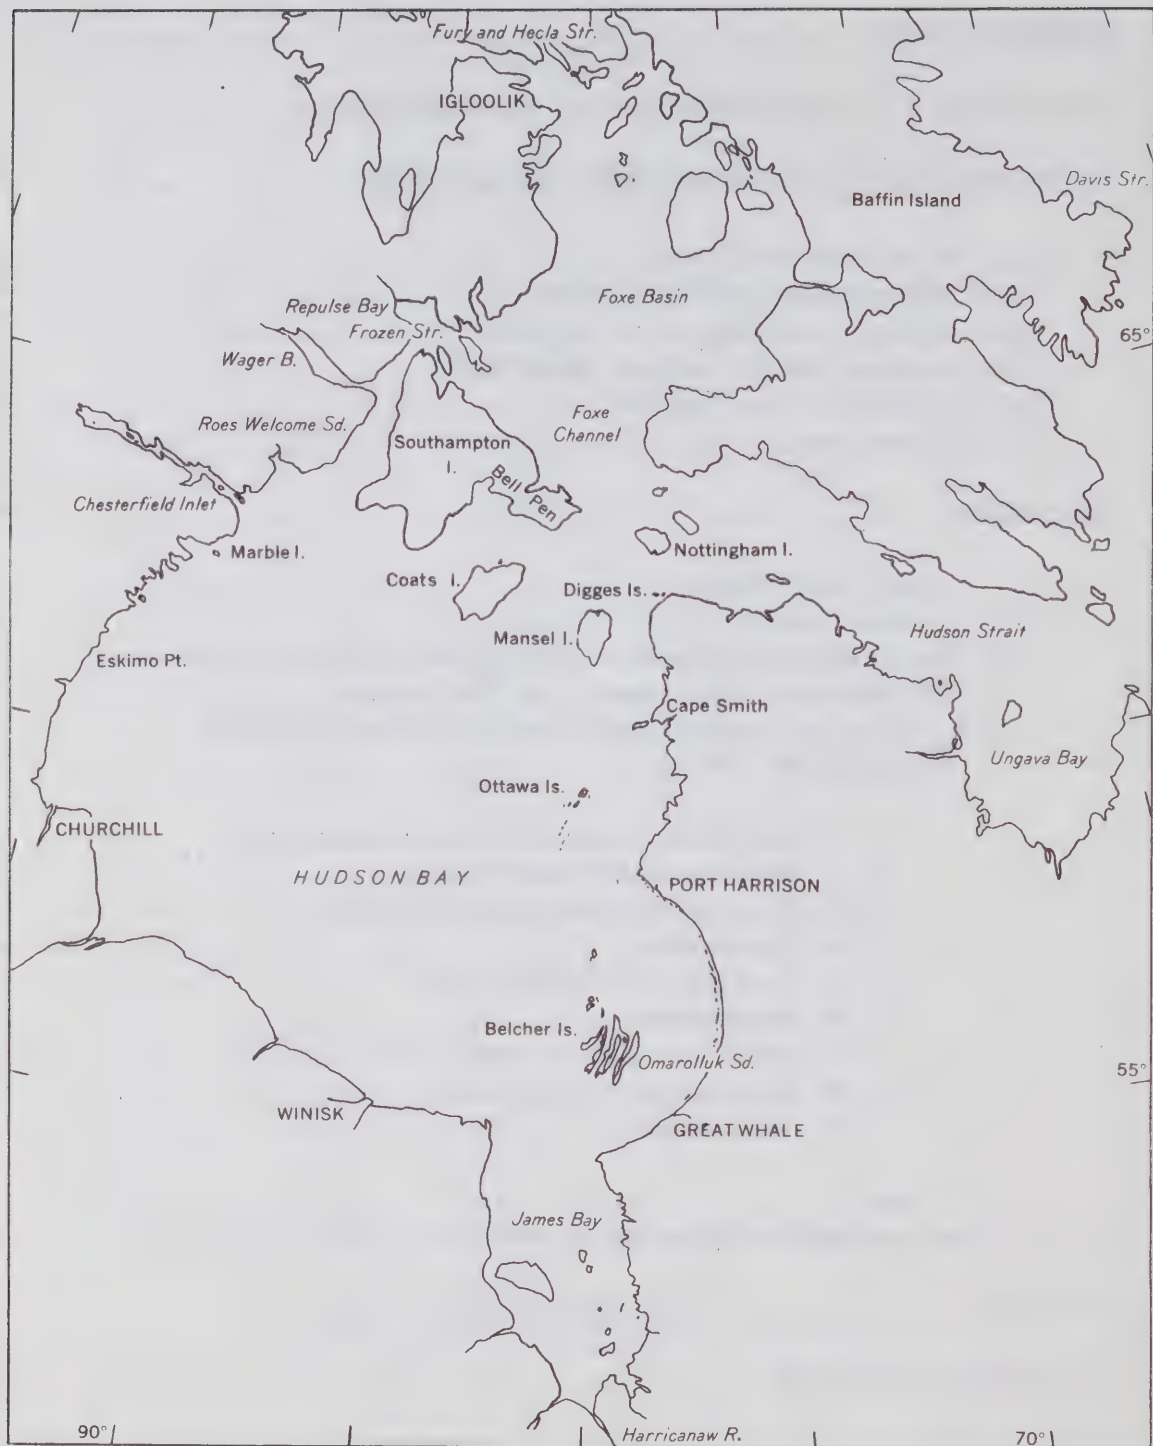 Fury and Hecla Str.
IGLOOLIK
Davis Str.
Baffin Island
Repulse Bay
Foxe Basin
Frozen Str.
65°
Wager B.
Roes Welcome Sd.
Foxe
Channel
Southampton
I.
Bell Pen
Chesterfield Inlet
Marble I.
Nottingham I.
Coats I.
Digges Is.
Mansel I.
Hudson Strait
Eskimo Pt.
Cape Smith
Ungava Bay
Ottawa Is.
CHURCHILL
HUDSON BAY
PORT HARRISON
Belcher Is.
Omarolluk Sd.
55°
WINISK
GREAT WHALE
James Bay
90°
Harricanaw R.
70°